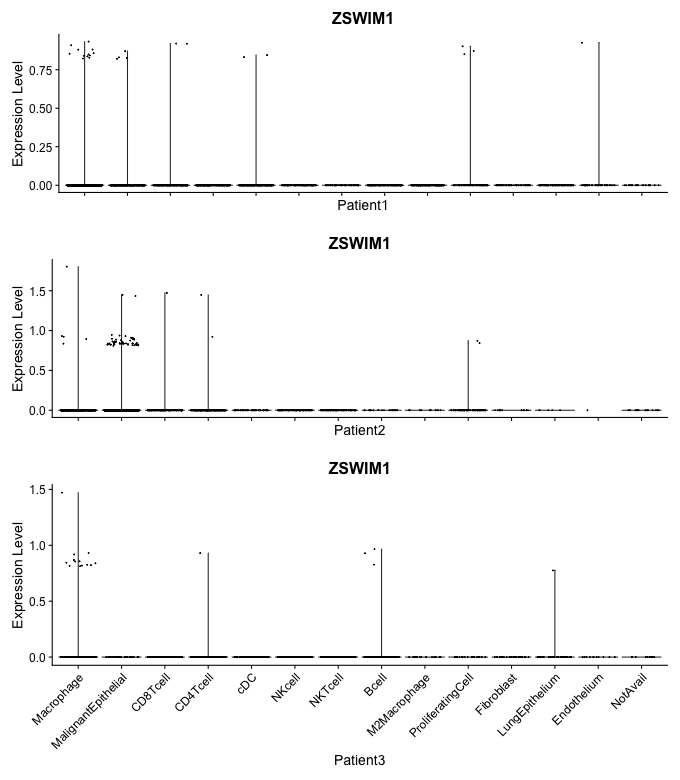 ZSWIM1
Expression Level
0.75
0.50
0.25
0.00
Patient1
ZSWIM1
Expression Level
1.5
1.0
0.5
0.0
Patient2
ZSWIM1
Expression Level
1.5
1.0
0.5
0.0
Macrophage
MalignantEpithelial
CD8Tcell
CD4Tcell
cDC
NKcell
NKTcell
Bcell
M2Macrophage
ProliferatingCell
Fibroblast
LungEpithelium
Endothelium
NotAvail
Patient3